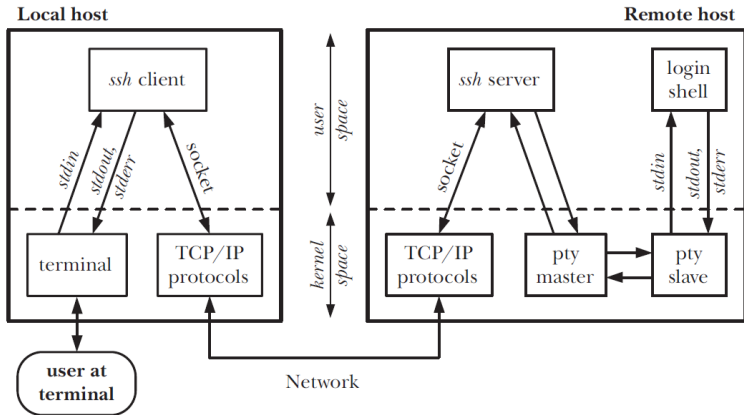 Local host
Remote host
ssh client
stdin
stdout,
stderr
socket
terminal
TCP/IP
protocols
user at
terminal
user
space
kernel
space
Network
ssh server
login
shell
socket
stdin
stdout,
stderr
TCP/IP
protocols
pty
master
pty
slave